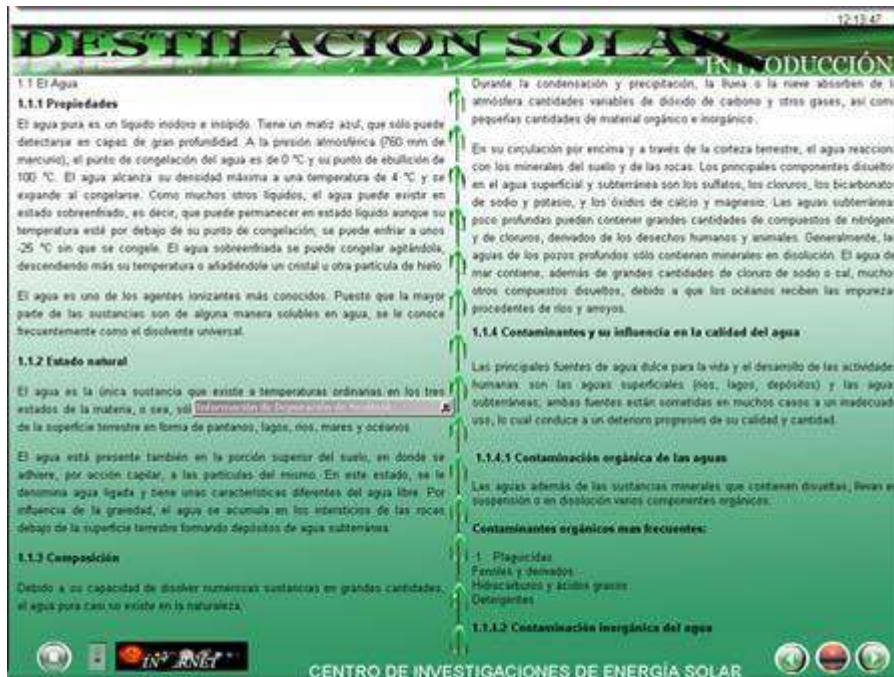 12:13:47
DESTILACION SOLAR
INTRODUCCIÓN
1.1 El Agua
1.1.1 Propiedades
El agua pura es un líquido inodoro e insípido. Tiene un matiz azul, que sólo puede
detectarse en capas de gran profundidad. A la presión atmosférica (760 mm de
mercurio), el punto de congelación del agua es de 0 ºC y su punto de ebullición de
100 ºC. El agua alcanza su densidad máxima a una temperatura de 4 ºC y se
expande al congelarse. Como muchos otros líquidos, el agua puede existir en
estado sobreenfriado, es decir, que puede permanecer en estado líquido aunque su
temperatura esté por debajo de su punto de congelación; se puede enfriar a unos
-25 ºC sin que se congele. El agua sobreenfriada se puede congelar agitándola,
descendiendo más su temperatura o añadiéndole un cristal u otra partícula de hielo
El agua es uno de los agentes ionizantes más conocidos. Puesto que la mayor
parte de las sustancias son de alguna manera solubles en agua, se le conoce
frecuentemente como el disolvente universal.
1.1.2 Estado natural
El agua es la única sustancia que existe a temperaturas ordinarias en los tres
estados de la materia, o sea,
de la superficie terrestre en forma de pantanos, lagos, ríos, mares y océanos
El agua está presente también en la porción superior del suelo, en donde se
adhiere, por acción capilar, a las partículas del mismo. En este estado, se le
denomina agua ligada y tiene unas características diferentes del agua libre. Por
influencia de la gravedad, el agua se acumula en los intersticios de las rocas
debajo de la superficie terrestre formando depósitos de agua subterránea
1.1.3 Composición
Debido a su capacidad de disolver numerosas sustancias en grandes cantidades,
el agua pura casi no existe en la naturaleza.
Durante la condensación y precipitación, la lluvia o la nieve absorben de l
atmósfera cantidades variables de dióxido de carbono y otros gases, así com
pequeñas cantidades de material orgánico e inorgánico .
En su circulación por encima y a través de la corteza terrestre, el agua reaccion
con los minerales del suelo y de las rocas. Los principales componentes disuelto
en el agua superficial y subterránea son los sulfatos, los cloruros, los bicarbonato
de sodio y potasio, y los óxidos de calcio y magnesio. Las aguas subterránea
poco profundas pueden contener grandes cantidades de compuestos de nitrógen
y de cloruros, derivados de los desechos humanos y animales. Generalmente, la
aguas de los pozos profundos sólo contienen minerales en disolución. El agua de
mar contiene, además de grandes cantidades de cloruro de sodio o sal, mucho
otros compuestos disueltos, debido a que los océanos reciben las impureza
procedentes de ríos y arroyos.
1.1.4 Contaminantes y su influencia en la calidad del agua
Las principales fuentes de agua dulce para la vida y el desarrollo de las actividade
humanas son las aguas superficiales (ríos, lagos, depósitos) y las agua
subterráneas; ambas fuentes están sometidas en muchos casos a un inadecuad
uso, lo cual conduce a un deterioro progresivo de su calidad y cantidad.
1.1.4.1 Contaminación orgánica de las aguas
Las aguas además de las sustancias minerales que contienen disueltas, llevan e
suspensión o en disolución varios componentes orgánicos.
Contaminantes orgánicos mas frecuentes:
1. Plaguicidas
Fenoles y derivados
Hidrocarburos y ácidos grasos
Detergentes
1.1.4.2 Contaminación inorgánica del agua
INTERNET
CENTRO DE INVESTIGACIONES DE ENERGÍA SOLAR